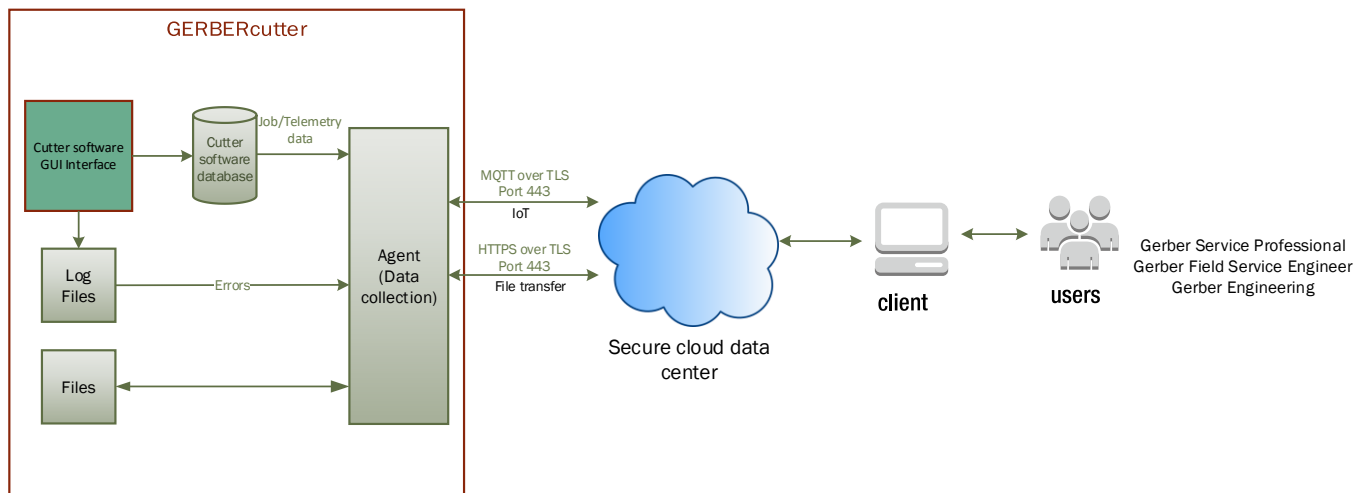 GERBERcutter
Cutter software
GUI Interface
Cutter
software
database
Job/Telemetry
data
Log
Files
Errors
Files
Agent
(Data
collection)
MQTT over TLS
Port 443
IoT
HTTPS over TLS
Port 443
File transfer
Secure cloud data
center
client
users
Gerber Service Professional
Gerber Field Service Engineer
Gerber Engineering